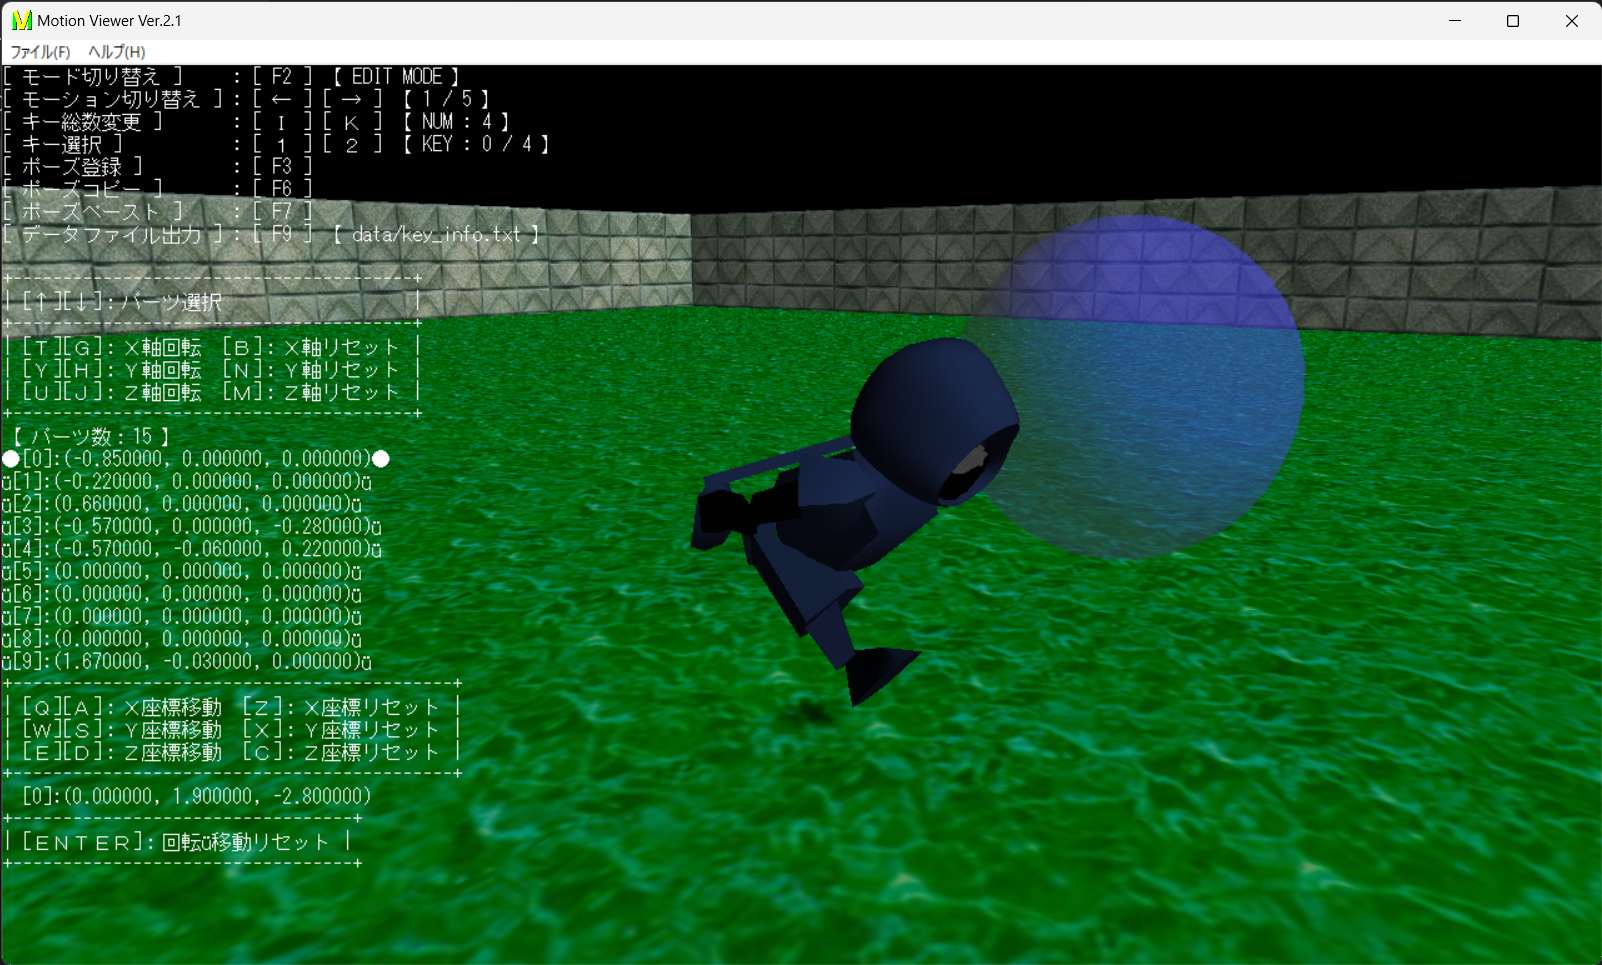 Motion Viewer Ver.2.1
ファイル(F) ヘルプ(H)
[ モード切り替え ] : [ F2 ] 【 EDIT MODE 】
[ モーション切り替え ] : [ ← ] [ → ] 【 1 / 5 】
[ キー総数変更 ] : [ I ] [ K ] 【 NUM : 4 】
[ キー選択 ] : [ 1 ] [ 2 ] 【 KEY : 0 / 4 】
[ ポーズ登録 ] : [ F3 ]
[ ポーズコピー ] : [ F6 ]
[ ポーズペースト ] : [ F7 ]
[ データファイル出力 ] : [ F9 ] 【 data/key_info.txt 】
+----------------------------------------+
| [↑][↓] : パーツ選択 |
+----------------------------------------+
| [T][G] : X軸回転 [B] : X軸リセット |
| [Y][H] : Y軸回転 [N] : Y軸リセット |
| [U][J] : Z軸回転 [M] : Z軸リセット |
+----------------------------------------+
【 パーツ数 : 15 】
●[0]:(-0.850000, 0.000000, 0.000000)●
ü[1]:(-0.220000, 0.000000, 0.000000)ü
ü[2]:(0.660000, 0.000000, 0.000000)ü
ü[3]:(-0.570000, 0.000000, -0.280000)ü
ü[4]:(-0.570000, -0.060000, 0.220000)ü
ü[5]:(0.000000, 0.000000, 0.000000)ü
ü[6]:(0.000000, 0.000000, 0.000000)ü
ü[7]:(0.000000, 0.000000, 0.000000)ü
ü[8]:(0.000000, 0.000000, 0.000000)ü
ü[9]:(1.670000, -0.030000, 0.000000)ü
+--------------------------------------------+
| [Q][A] : X座標移動 [Z] : X座標リセット |
| [W][S] : Y座標移動 [X] : Y座標リセット |
| [E][D] : Z座標移動 [C] : Z座標リセット |
+--------------------------------------------+
[0]:(0.000000, 1.900000, -2.800000)
+----------------------------------+
| [ENTER] : 回転ü移動リセット |
+----------------------------------+